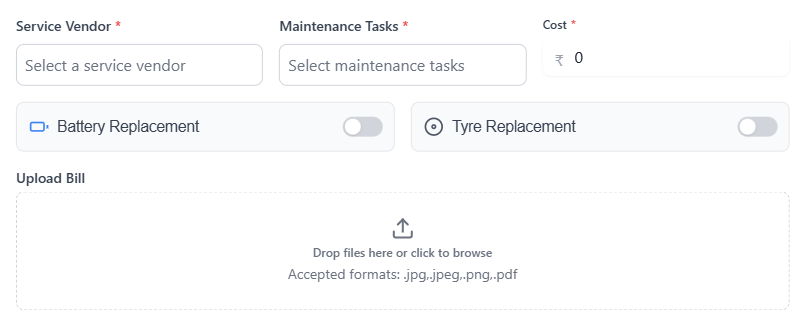 Service Vendor *
Maintenance Tasks *
Cost *
Select a service vendor
Select maintenance tasks
₹ 0
Battery Replacement
Tyre Replacement
Upload Bill
Drop files here or click to browse
Accepted formats: .jpg,.jpeg,.png,.pdf